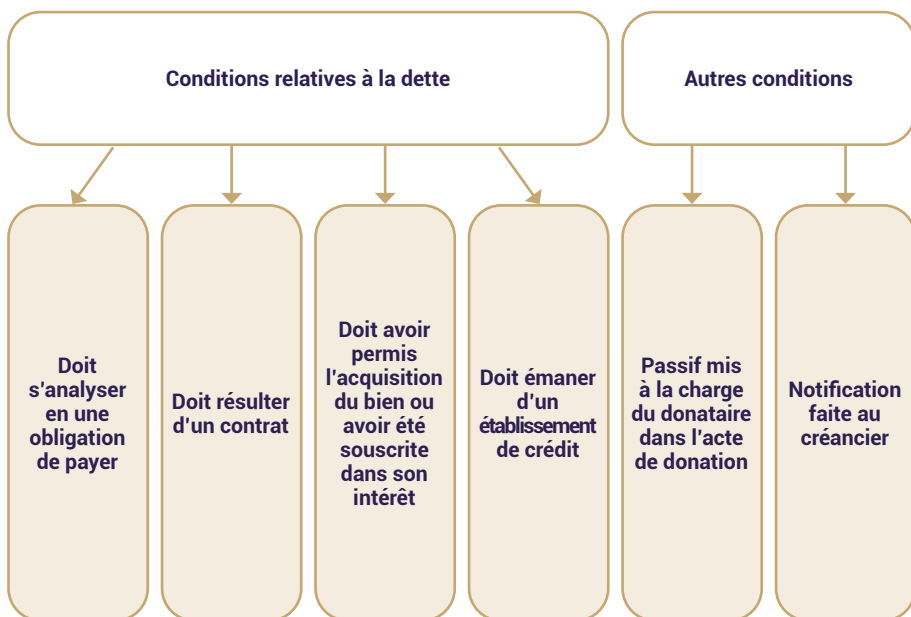 Conditions relatives à la dette
Autres conditions
Doit
s'analyser
en une
obligation
de payer
Doit résulter
d'un contrat
Doit avoir
permis
l'acquisition
du bien ou
avoir été
souscrite
dans son
intérêt
Doit émaner
d'un
établissement
de crédit
Passif mis
à la charge
du donataire
dans l'acte
de donation
Notification
faite au
créancier